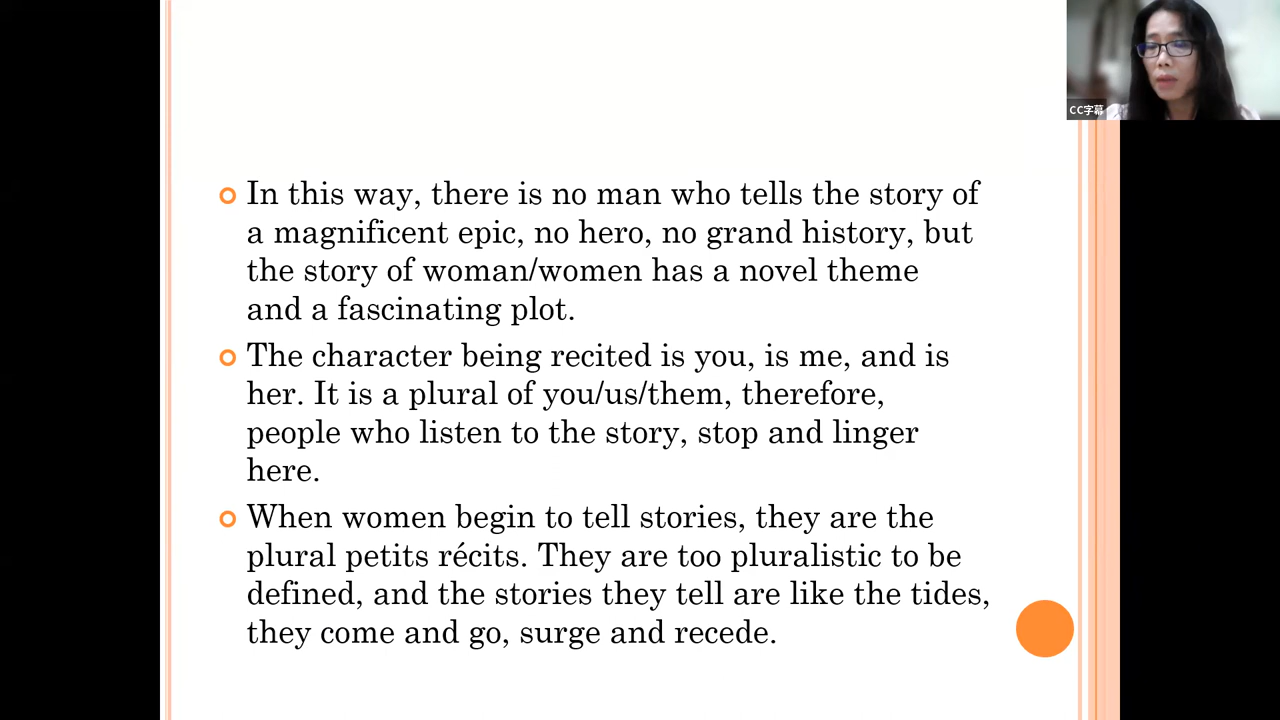 CC字幕
In this way, there is no man who tells the story of
a magnificent epic, no hero, no grand history, but
the story of woman/women has a novel theme
and a fascinating plot.
The character being recited is you, is me, and is
her. It is a plural of you/us/them, therefore,
people who listen to the story, stop and linger
here.
When women begin to tell stories, they are the
plural petits récits. They are too pluralistic to be
defined, and the stories they tell are like the tides,
they come and go, surge and recede.